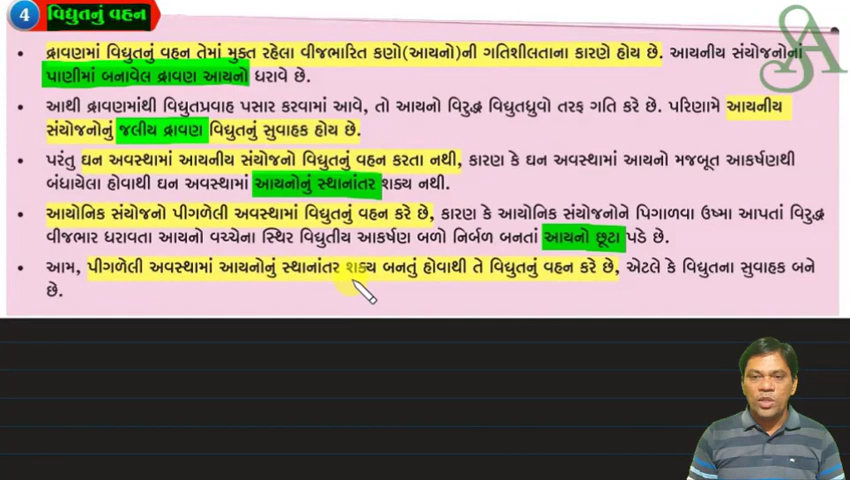 4 વિદ્યુતનું વહન
• દ્રાવણમાં વિદ્યુતનું વહન તેમાં મુક્ત રહેલા વીજભારિત કણો(આયનો)ની ગતિશીલતાના કારણે હોય છે. આયનીય સંયોજનોનાં
પાણીમાં બનાવેલ દ્રાવણ આયનો ધરાવે છે.
• આથી દ્રાવણમાંથી વિદ્યુતપ્રવાહ પસાર કરવામાં આવે, તો આયનો વિરુદ્ધ વિદ્યુતધ્રુવો તરફ ગતિ કરે છે. પરિણામે આયનીય
સંયોજનોનું જલીય દ્રાવણ વિદ્યુતનું સુવાહક હોય છે.
• પરંતુ ઘન અવસ્થામાં આયનીય સંયોજનો વિદ્યુતનું વહન કરતા નથી, કારણ કે ઘન અવસ્થામાં આયનો મજબૂત આકર્ષણથી
બંધાયેલા હોવાથી ઘન અવસ્થામાં આયનોનું સ્થાનાંતર શક્ય નથી.
• આયોનિક સંયોજનો પીગળેલી અવસ્થામાં વિદ્યુતનું વહન કરે છે, કારણ કે આયોનિક સંયોજનોને પિગાળવા ઉષ્મા આપતાં વિરુદ્ધ
વીજભાર ધરાવતા આયનો વચ્ચેના સ્થિર વિદ્યુતીય આકર્ષણ બળો નિર્બળ બનતાં આયનો છૂટા પડે છે.
• આમ, પીગળેલી અવસ્થામાં આયનોનું સ્થાનાંતર શક્ય બનતું હોવાથી તે વિદ્યુતનું વહન કરે છે, એટલે કે વિદ્યુતના સુવાહક બને
છે.